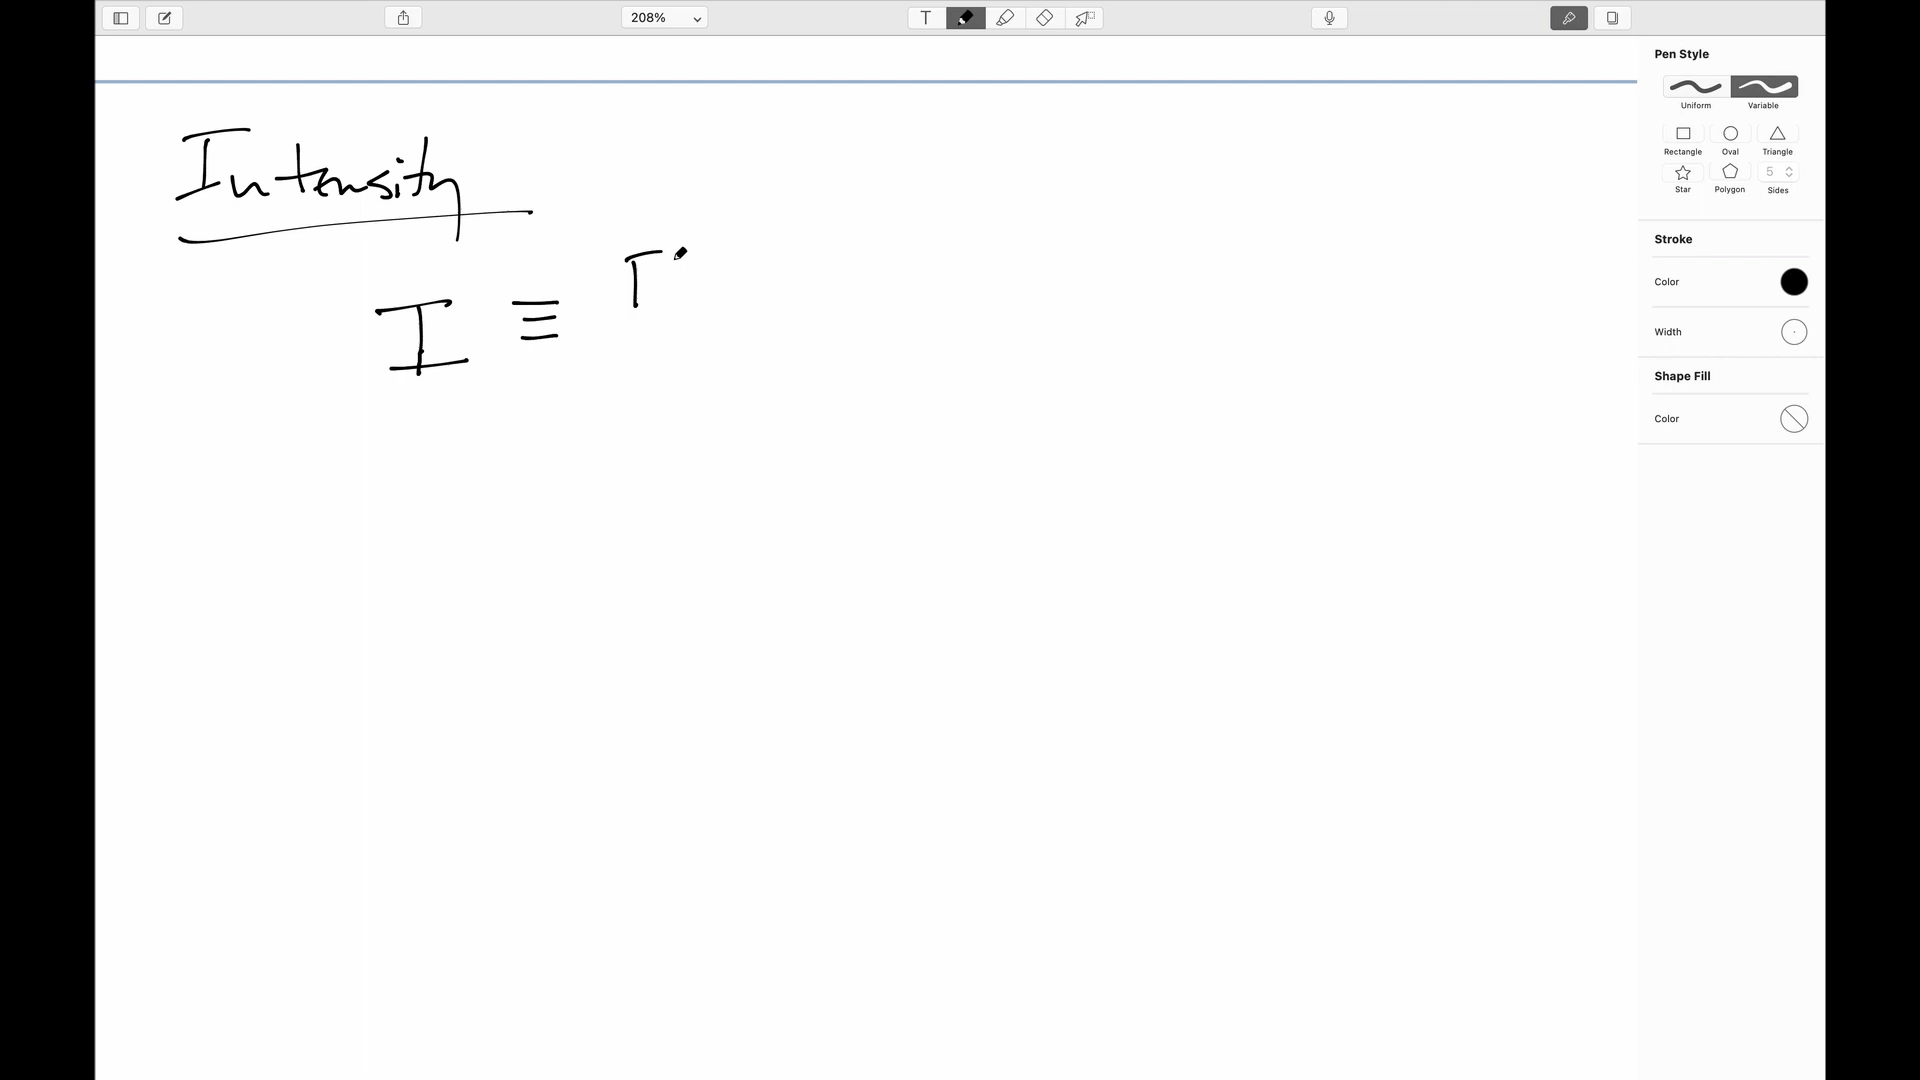 208%
T
Pen Style
Uniform Variable
Rectangle Oval Triangle
5
Star Polygon Sides
Stroke
Color
Width
Shape Fill
Color
Intensity
I ≡